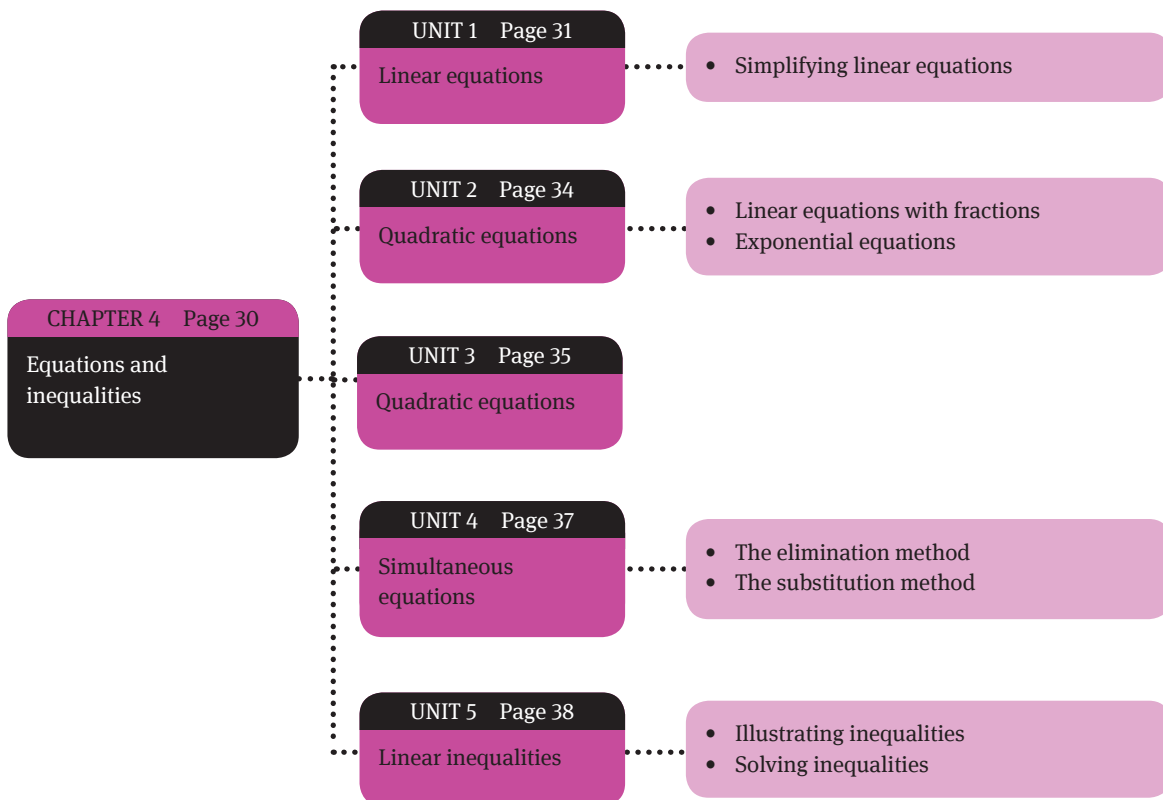 CHAPTER 4 Page 30
Equations and
inequalities
UNIT 1 Page 31
Linear equations
• Simplifying linear equations
UNIT 2 Page 34
Quadratic equations
• Linear equations with fractions
• Exponential equations
UNIT 3 Page 35
Quadratic equations
UNIT 4 Page 37
Simultaneous
equations
• The elimination method
• The substitution method
UNIT 5 Page 38
Linear inequalities
• Illustrating inequalities
• Solving inequalities